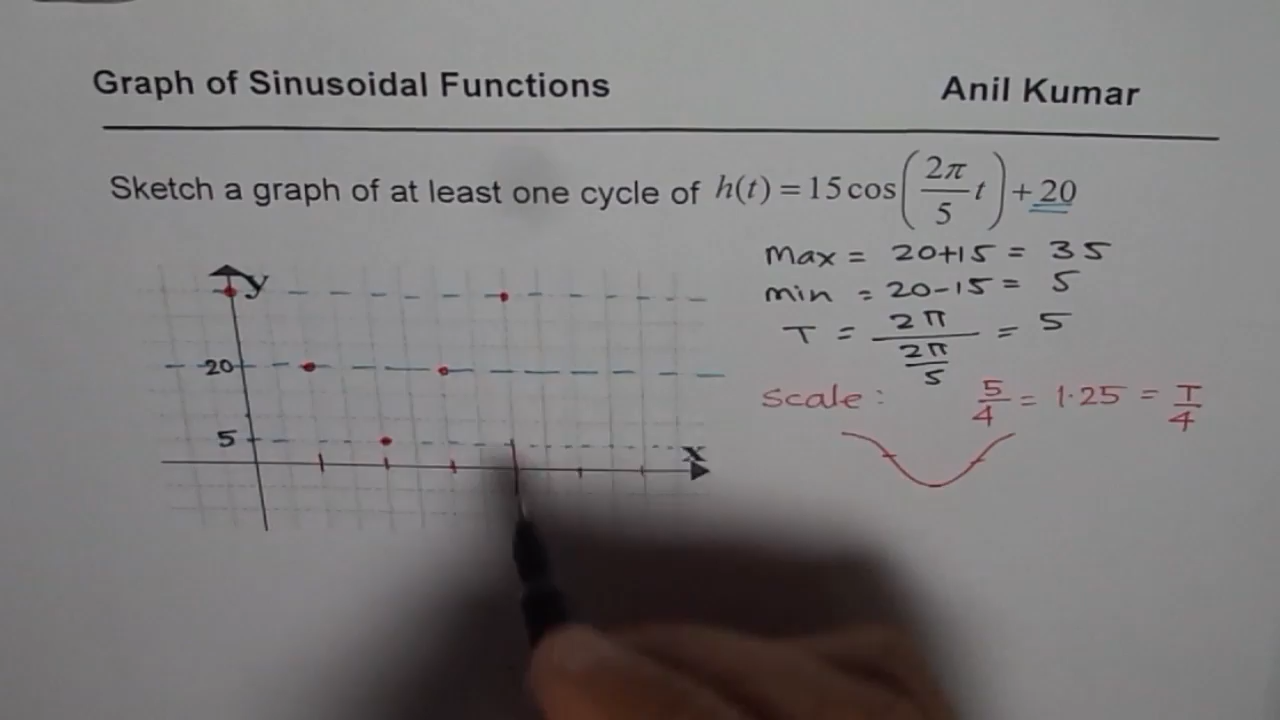 Graph of Sinusoidal Functions Anil Kumar
Sketch a graph of at least one cycle of h(t) = 15 cos(2π/5 t) + 20
Max = 20+15 = 35
min = 20-15 = 5
T = 2π/(2π/5) = 5
Scale: 5/4 = 1.25 = T/4
y
20
5
x